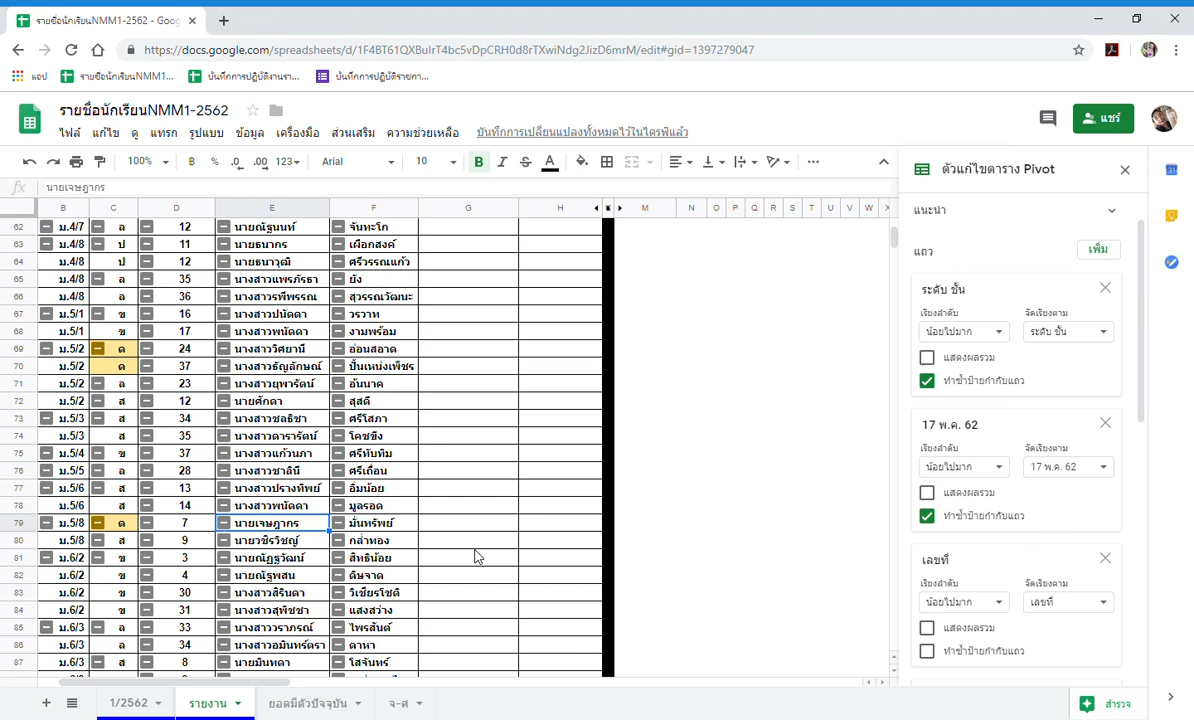 รายชื่อนักเรียนNMM1-2562 - Goog
https://docs.google.com/spreadsheets/d/1F4BT61QXBuIrT4bc5vDpCRH0d8rTXwiNdg2JizD6mrM/edit#gid=1397279047
แอป รายชื่อนักเรียนNMM1... บันทึกการปฏิบัติงานรา... บันทึกการปฏิบัติราชกา...
รายชื่อนักเรียนNMM1-2562
ไฟล์ แก้ไข ดู แทรก รูปแบบ ข้อมูล เครื่องมือ ส่วนเสริม ความช่วยเหลือ บันทึกการเปลี่ยนแปลงทั้งหมดไว้ในไดรฟ์แล้ว
แชร์
100% B % .0 .00 123 Arial 10 B I S A
fx นายเจษฎากร
B C D E F G H M N O P Q R S T U V W
62 ม.4/7 ล 12 นายณัฐนนท์ จันทะโก
63 ม.4/8 ป 11 นายธนากร เผือกสงค์
64 ม.4/8 ป 12 นายธนาวุฒิ ศรีวรรณแก้ว
65 ม.4/8 ล 35 นางสาวแพรภัรธา ยัง
66 ม.4/8 ล 36 นางสาวรพีพรรณ สุวรรณวัฒนะ
67 ม.5/1 ข 16 นางสาวปนัดดา วรวาท
68 ม.5/1 ข 17 นางสาวพนัดดา งามพร้อม
69 ม.5/2 ด 24 นางสาววิศยานี อ่อนสอาด
70 ม.5/2 ด 37 นางสาวธัญลักษณ์ ปิ้นเหน่งเพ็ชร
71 ม.5/2 ล 23 นางสาวยุพารัตน์ อ้นนาค
72 ม.5/2 ส 12 นายศักดา สุสดี
73 ม.5/3 ส 34 นางสาวชลธิชา ศรีโสภา
74 ม.5/3 ส 35 นางสาวดารารัตน์ โคชขึง
75 ม.5/4 ข 37 นางสาวแก้วนภา ศรีทับทิม
76 ม.5/5 ล 28 นางสาวชาลินี ศรีเถื่อน
77 ม.5/6 ส 13 นางสาวปรางทิพย์ อิ่มน้อย
78 ม.5/6 ส 14 นางสาวพนัดดา มูลรอด
79 ม.5/8 ด 7 นายเจษฎากร มั่นทรัพย์
80 ม.5/8 ส 9 นายวชิรวิชญ์ กล่ำทอง
81 ม.6/2 ข 3 นายณัฏฐวัฒน์ สิทธิน้อย
82 ม.6/2 ข 4 นายณัฐพสน ดิษจาด
83 ม.6/2 ข 30 นางสาวสิรินดา วิเชียรโชติ
84 ม.6/2 ข 31 นางสาวสุพิชชา แสงสว่าง
85 ม.6/3 ล 33 นางสาววราภรณ์ ไพรสันต์
86 ม.6/3 ล 34 นางสาวอมินทร์ตรา ดาหา
87 ม.6/3 ส 8 นายมินทดา โสจันทร์
ตัวแก้ไขตาราง Pivot
แนะนำ
แถว เพิ่ม
ระดับ ชั้น
เรียงลำดับ จัดเรียงตาม
น้อยไปมาก ระดับ ชั้น
แสดงผลรวม
ทำซ้ำป้ายกำกับแถว
17 พ.ค. 62
เรียงลำดับ จัดเรียงตาม
น้อยไปมาก 17 พ.ค. 62
แสดงผลรวม
ทำซ้ำป้ายกำกับแถว
เลขที่
เรียงลำดับ จัดเรียงตาม
น้อยไปมาก เลขที่
แสดงผลรวม
ทำซ้ำป้ายกำกับแถว
1/2562 รายงาน ยอดมีตัวปัจจุบัน จ-ศ
สำรวจ